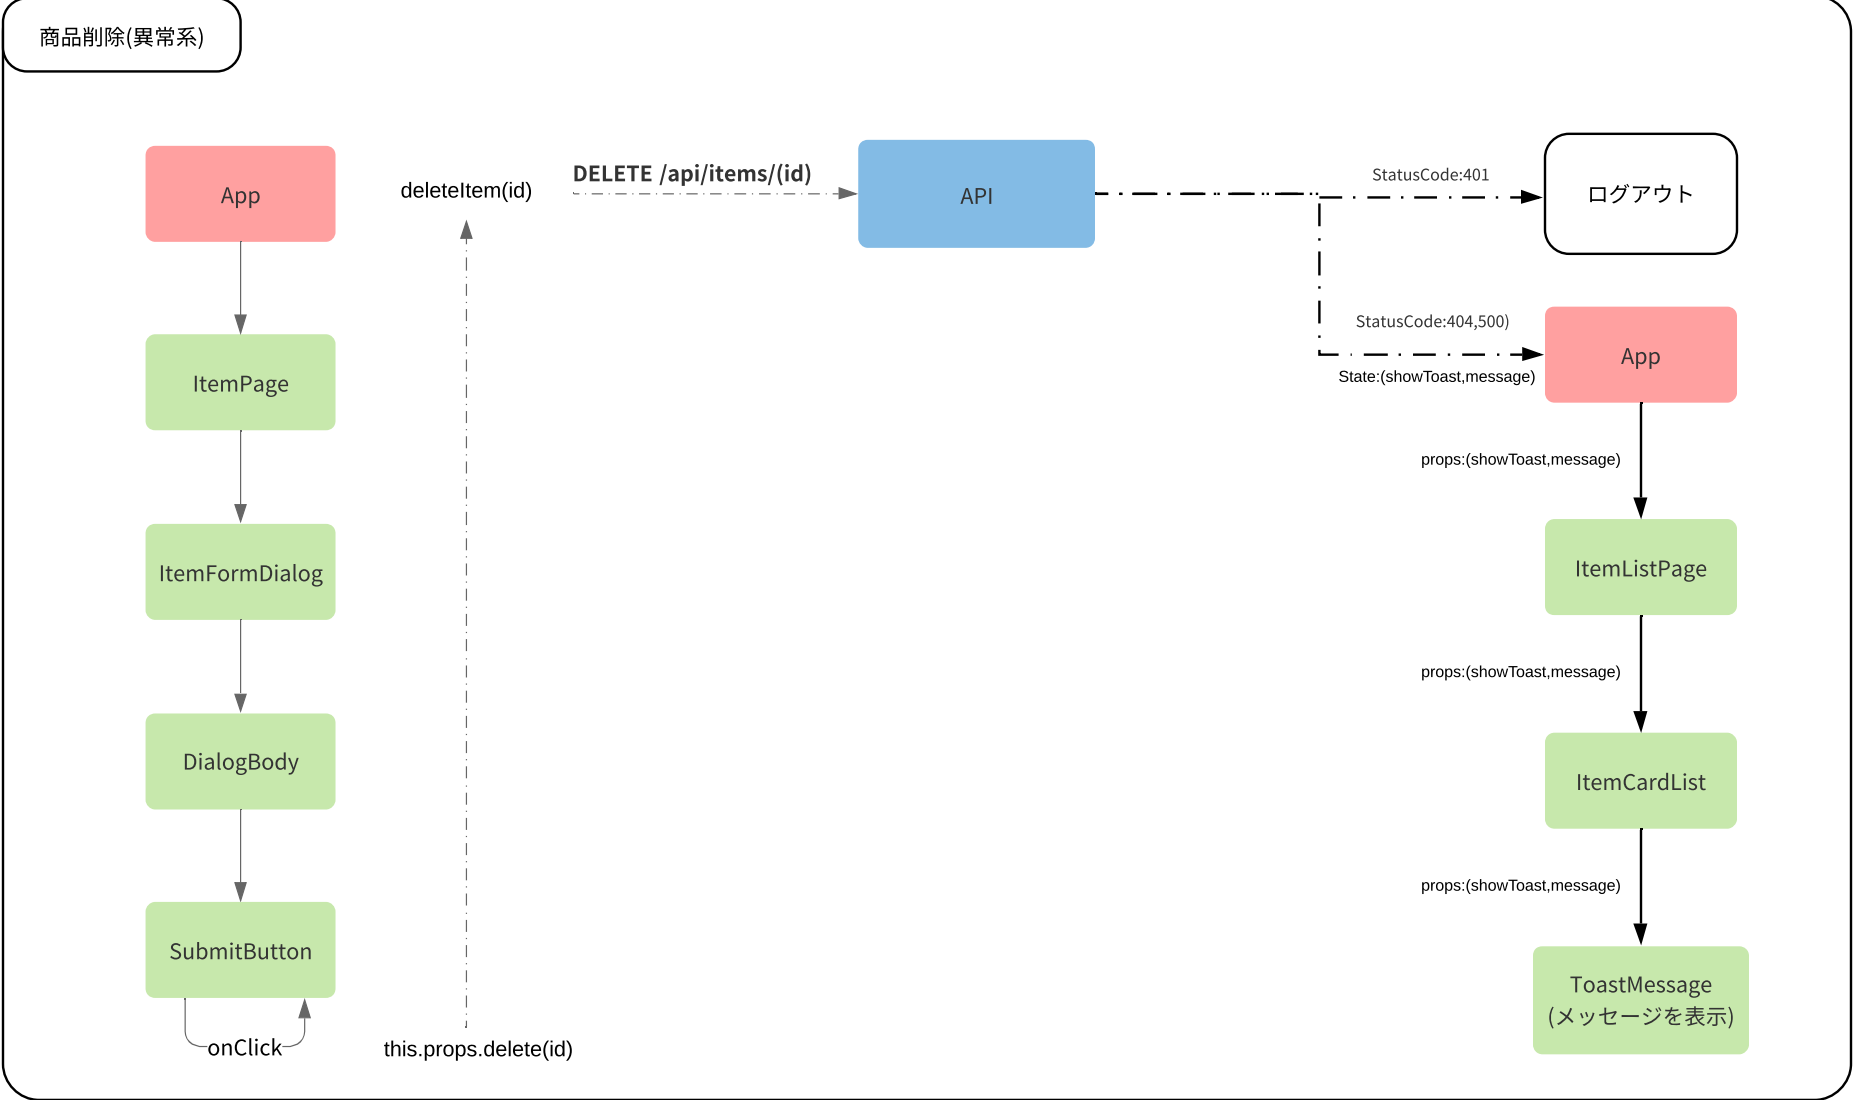 商品削除(異常系)
App
ItemPage
ItemFormDialog
DialogBody
SubmitButton
onClick
this.props.delete(id)
deleteItem(id)
DELETE /api/items/(id)
API
StatusCode:401
ログアウト
StatusCode:404,500)
State:(showToast,message)
App
props:(showToast,message)
ItemListPage
props:(showToast,message)
ItemCardList
props:(showToast,message)
ToastMessage
(メッセージを表示)